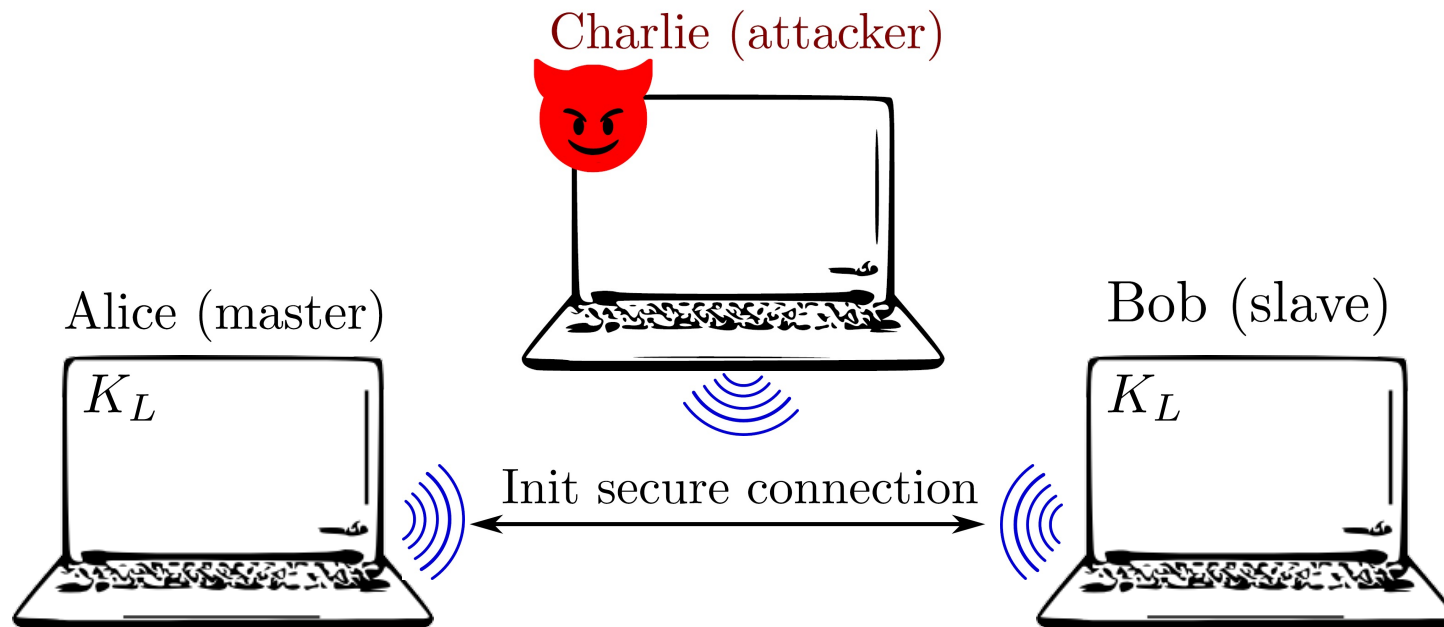 Charlie (attacker)
Alice (master)
Bob (slave)
K_L
K_L
Init secure connection